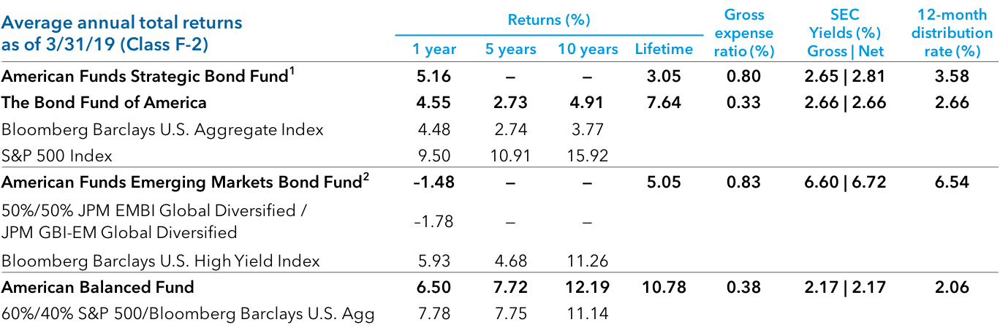 Average annual total returns
as of 3/31/19 (Class F-2)
Returns (%)
Gross
expense
ratio (%)
SEC
Yields (%)
Gross | Net
12-month
distribution
rate (%)
1 year 5 years 10 years Lifetime
American Funds Strategic Bond Fund¹ 5.16 – – 3.05 0.80 2.65 | 2.81 3.58
The Bond Fund of America 4.55 2.73 4.91 7.64 0.33 2.66 | 2.66 2.66
Bloomberg Barclays U.S. Aggregate Index 4.48 2.74 3.77
S&P 500 Index 9.50 10.91 15.92
American Funds Emerging Markets Bond Fund² –1.48 – – 5.05 0.83 6.60 | 6.72 6.54
50%/50% JPM EMBI Global Diversified /
JPM GBI-EM Global Diversified –1.78 – –
Bloomberg Barclays U.S. High Yield Index 5.93 4.68 11.26
American Balanced Fund 6.50 7.72 12.19 10.78 0.38 2.17 | 2.17 2.06
60%/40% S&P 500/Bloomberg Barclays U.S. Agg 7.78 7.75 11.14